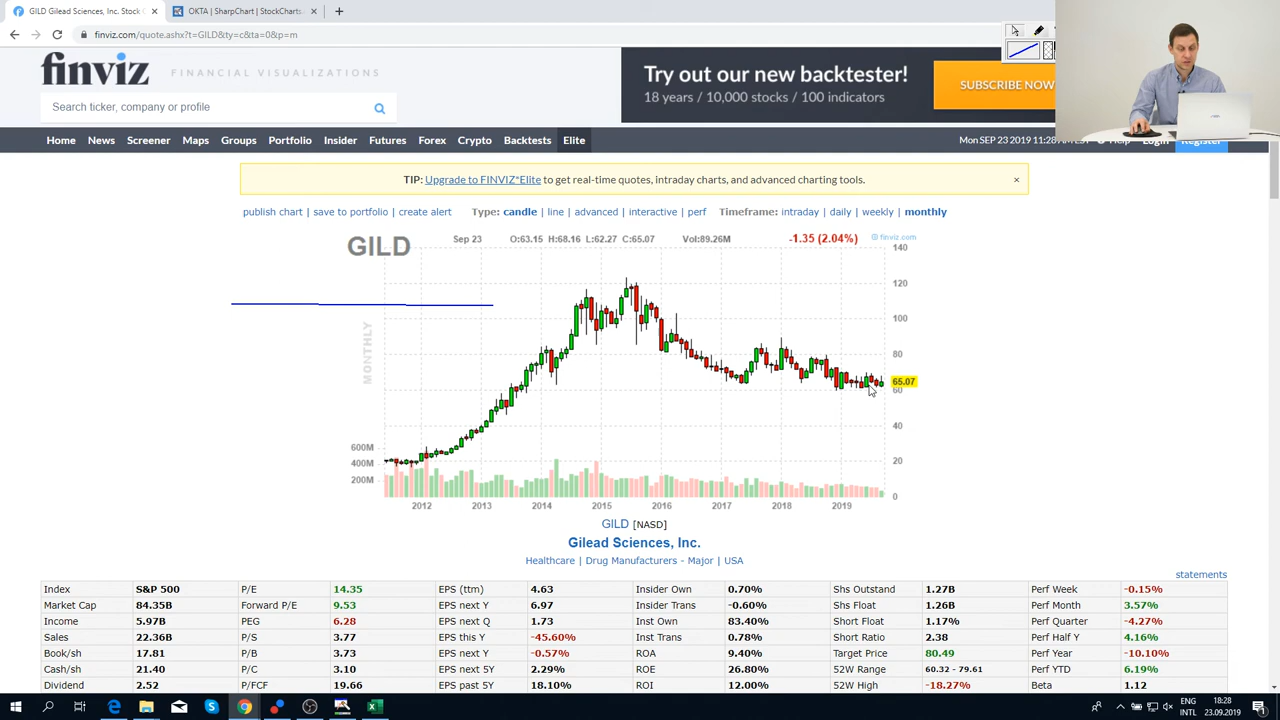 GILD Gilead Sciences, Inc. Stock C
OKTA | SharpChart | StockCharts.
finviz.com/quote.ashx?t=GILD&ty=c&ta=0&p=m
finviz FINANCIAL VISUALIZATIONS
Try out our new backtester!
18 years / 10,000 stocks / 100 indicators
SUBSCRIBE NOW
Search ticker, company or profile
Home News Screener Maps Groups Portfolio Insider Futures Forex Crypto Backtests Elite
Mon SEP 23 2019 11:28 AM EST Help Login Register
TIP: Upgrade to FINVIZ*Elite to get real-time quotes, intraday charts, and advanced charting tools. ×
publish chart | save to portfolio | create alert Type: candle | line | advanced | interactive | perf Timeframe: intraday | daily | weekly | monthly
GILD Sep 23 O:63.15 H:68.16 L:62.27 C:65.07 Vol:89.26M -1.35 (2.04%) © finviz.com
140
120
100
80
65.07
60
40
20
0
MONTHLY
600M
400M
200M
2012 2013 2014 2015 2016 2017 2018 2019
GILD [NASD]
Gilead Sciences, Inc.
Healthcare | Drug Manufacturers - Major | USA
statements
Index S&P 500 P/E 14.35 EPS (ttm) 4.63 Insider Own 0.70% Shs Outstand 1.27B Perf Week -0.15%
Market Cap 84.35B Forward P/E 9.53 EPS next Y 6.97 Insider Trans -0.60% Shs Float 1.26B Perf Month 3.57%
Income 5.97B PEG 6.28 EPS next Q 1.73 Inst Own 83.40% Short Float 1.17% Perf Quarter -4.27%
Sales 22.36B P/S 3.77 EPS this Y -45.60% Inst Trans 0.78% Short Ratio 2.38 Perf Half Y 4.16%
Book/sh 17.81 P/B 3.73 EPS next Y -0.57% ROA 9.40% Target Price 80.49 Perf Year -10.10%
Cash/sh 21.40 P/C 3.10 EPS next 5Y 2.29% ROE 26.80% 52W Range 60.32 - 79.61 Perf YTD 6.19%
Dividend 2.52 P/FCF 19.66 EPS past 5Y 18.10% ROI 12.00% 52W High -18.27% Beta 1.12
ENG
INTL
18:28
23.09.2019